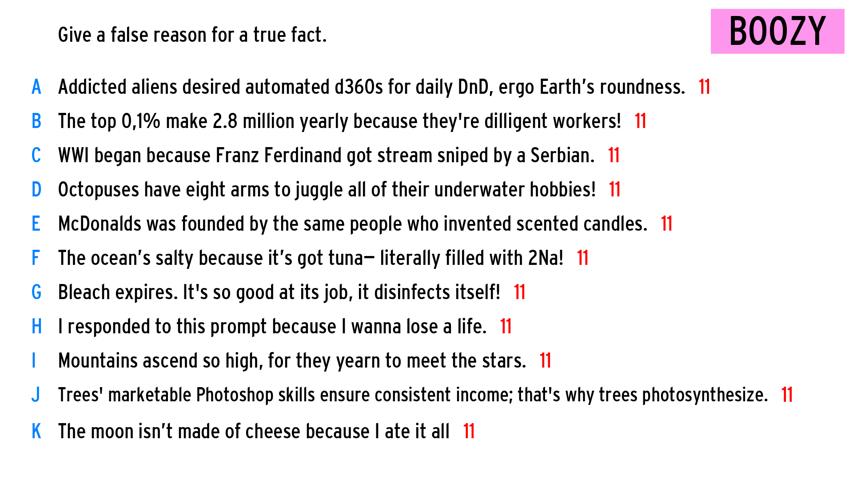 Give a false reason for a true fact.
BOOZY
A Addicted aliens desired automated d360s for daily DnD, ergo Earth's roundness. 11
B The top 0,1% make 2.8 million yearly because they're dilligent workers! 11
C WWI began because Franz Ferdinand got stream sniped by a Serbian. 11
D Octopuses have eight arms to juggle all of their underwater hobbies! 11
E McDonalds was founded by the same people who invented scented candles. 11
F The ocean’s salty because it’s got tuna— literally filled with 2Na! 11
G Bleach expires. It's so good at its job, it disinfects itself! 11
H I responded to this prompt because I wanna lose a life. 11
I Mountains ascend so high, for they yearn to meet the stars. 11
J Trees' marketable Photoshop skills ensure consistent income; that's why trees photosynthesize. 11
K The moon isn’t made of cheese because I ate it all 11